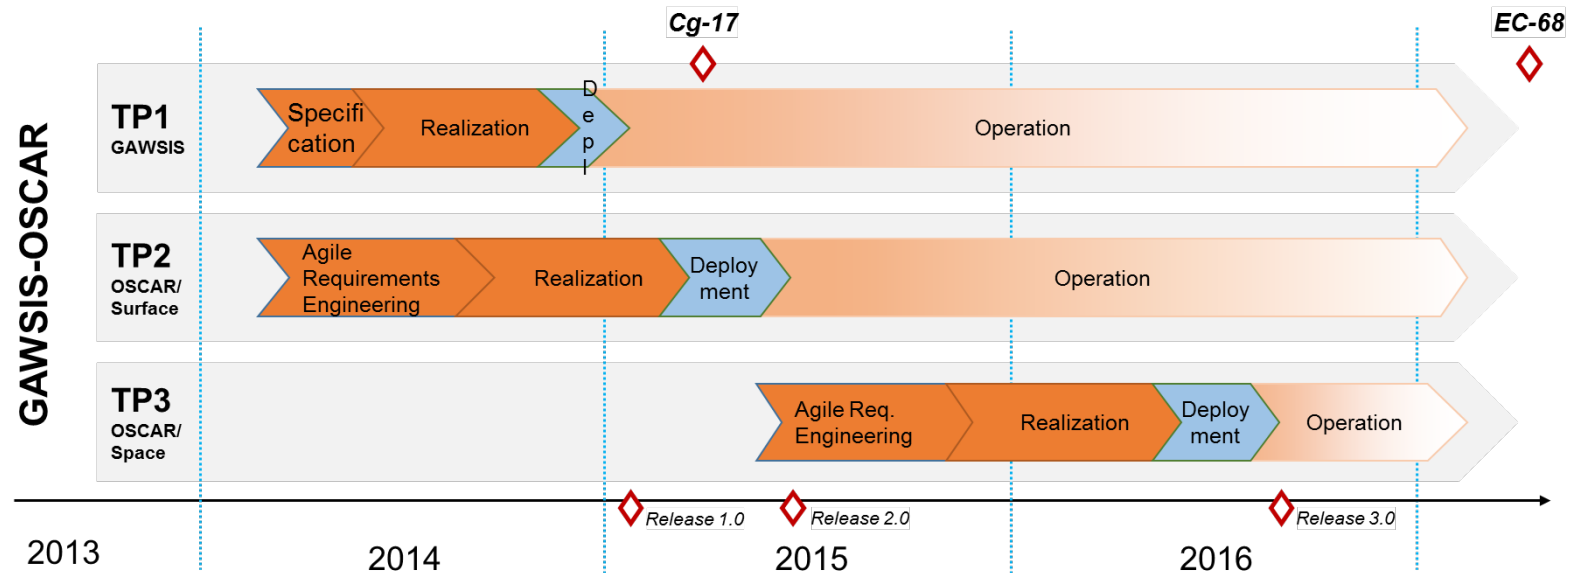 Cg-17
EC-68
GAWSIS-OSCAR
TP1
GAWSIS
Specifi
cation
Realization
D
e
p
l
Operation
TP2
OSCAR/
Surface
Agile
Requirements
Engineering
Realization
Deploy
ment
Operation
TP3
OSCAR/
Space
Agile Req.
Engineering
Realization
Deploy
ment
Operation
Release 1.0
Release 2.0
Release 3.0
2013
2014
2015
2016